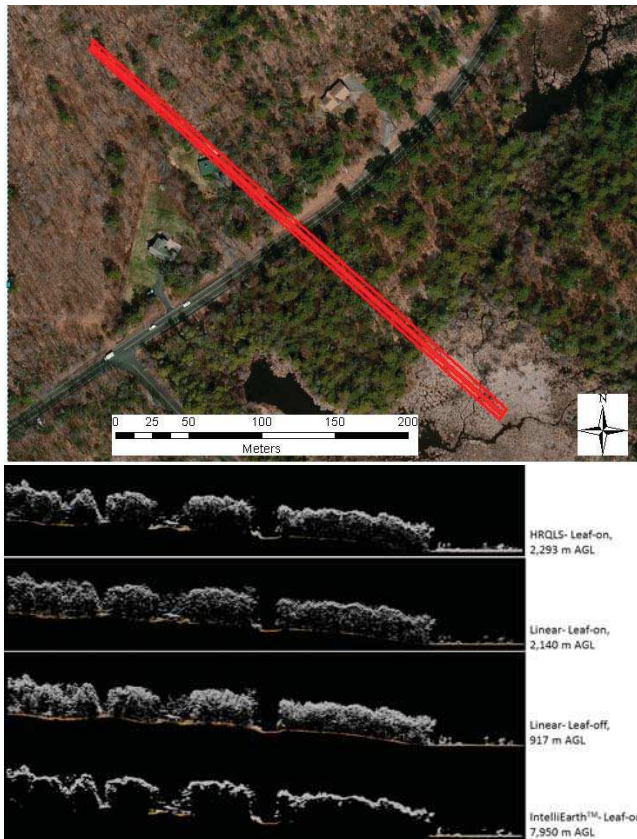 N
0 25 50 100 150 200
Meters
HRQLS- Leaf-on,
2,293 m AGL
Linear- Leaf-on,
2,140 m AGL
Linear- Leaf-off,
917 m AGL
IntelliEarth™- Leaf-o
7,950 m AGL